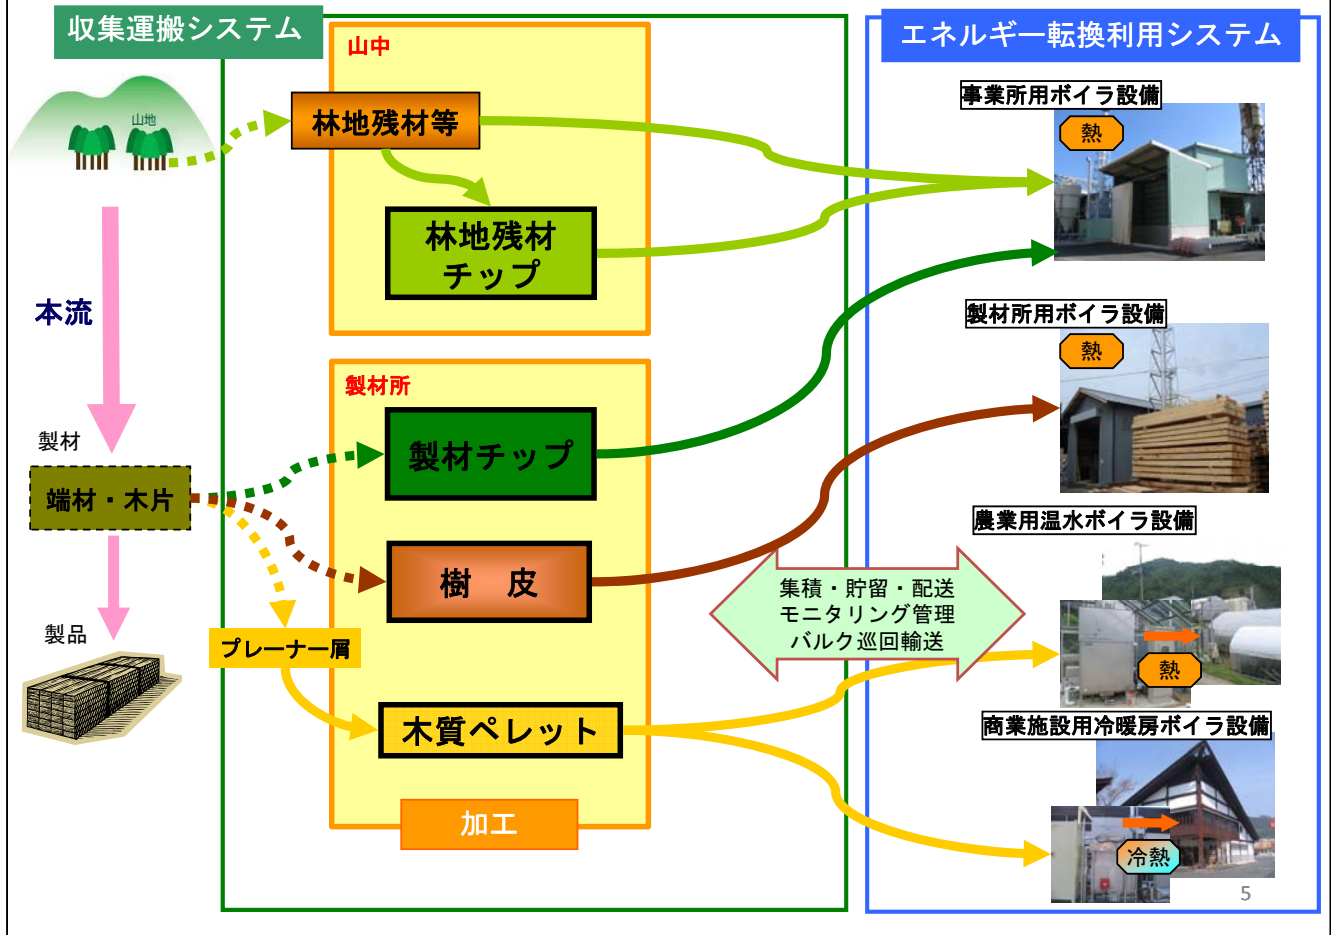 収集運搬システム
エネルギー転換利用システム
山中
山地
林地残材等
林地残材
チップ
本流
製材
端材・木片
製品
製材所
製材チップ
樹　皮
プレーナー屑
木質ペレット
加工
集積・貯留・配送
モニタリング管理
バルク巡回輸送
事業所用ボイラ設備
熱
製材所用ボイラ設備
熱
農業用温水ボイラ設備
熱
商業施設用冷暖房ボイラ設備
冷熱
5